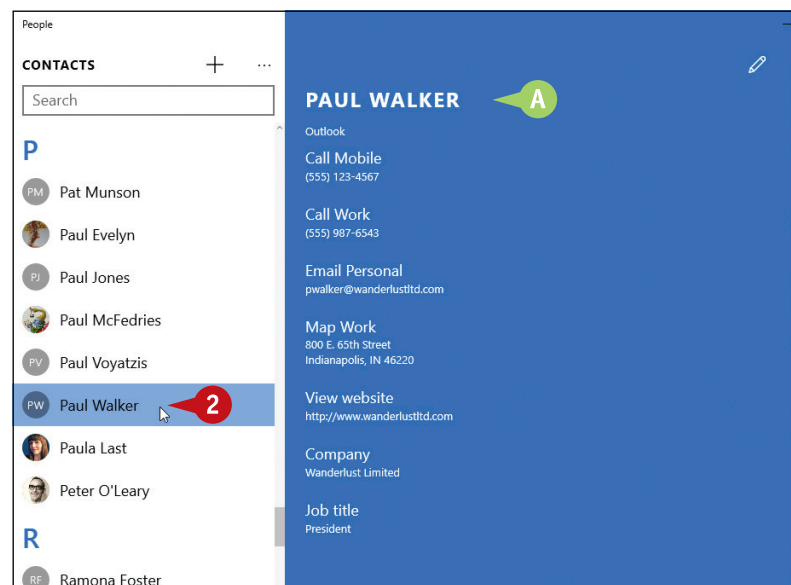 People
CONTACTS
Search
P
PM Pat Munson
Paul Evelyn
PJ Paul Jones
Paul McFedries
PV Paul Voyatzis
PW Paul Walker 2
Paula Last
Peter O'Leary
R
RF Ramona Foster
PAUL WALKER A
Outlook
Call Mobile
(555) 123-4567
Call Work
(555) 987-6543
Email Personal
pwalker@wanderlustltd.com
Map Work
800 E. 65th Street
Indianapolis, IN 46220
View website
http://www.wanderlustltd.com
Company
Wanderlust Limited
Job title
President